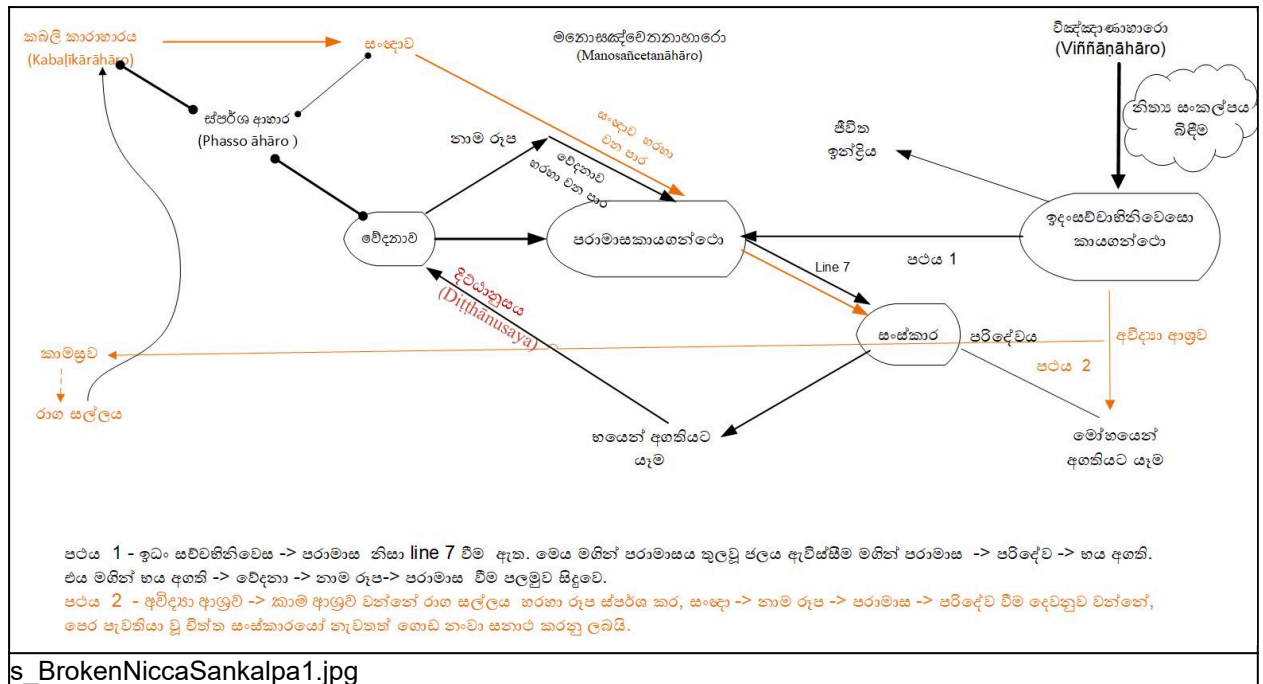 කබලි කාරාහාරය
(Kabaḷīkārāhāro)
සංඥාව
මනොසඤ්චේතනාහාරො
(Manosañcetanāhāro)
විඤ්ඤාණාහාරො
(Viññāṇāhāro)
නිත්‍ය සංකල්පය
බිඳීම
ස්පර්ශ ආහාර
(Phasso āhāro )
නාම රූප
සංඥාව හරහා
වන පාර
වේදනාව
හරහා වන පාර
ජීවිත
ඉන්ද්‍රිය
වේදනාව
පරාමාසකායගන්ථො
ඉදංසච්චාභිනිවෙසො
කායගන්ථො
පථය 1
Line 7
දිට්ඨානුසය
(Diṭṭhānusaya)
සංස්කාර
පරිදේවය
අවිද්‍යා ආශ්‍රව
පථය 2
කාමස්‍රව
රාග සල්ලය
භයෙන් අගතියට
යෑම
මෝහයෙන්
අගතියට යෑම
පථය 1 - ඉධං සච්චභිනිවෙස -> පරාමාස නිසා line 7 වීම ඇත. මෙය මගින් පරාමාසය තුලවූ ජලය ඇවිස්සීම මගින් පරාමාස -> පරිදේව -> භය අගති.
එය මගින් භය අගති -> වේදනා -> නාම රූප-> පරාමාස වීම පලමුව සිදුවෙ.
පථය 2 - අවිද්‍යා ආශ්‍රව -> කාම ආශ්‍රව වන්නේ රාග සල්ලය හරහා රූප ස්පර්ශ කර, සංඥා -> නාම රූප -> පරාමාස -> පරිදේව වීම දෙවනුව වන්නේ,
පෙර පැවතියා වූ චිත්ත සංස්කාරයෝ නැවතත් ගොඩ නංවා සනාථ කරනු ලබයි.
s_BrokenNiccaSankalpa1.jpg